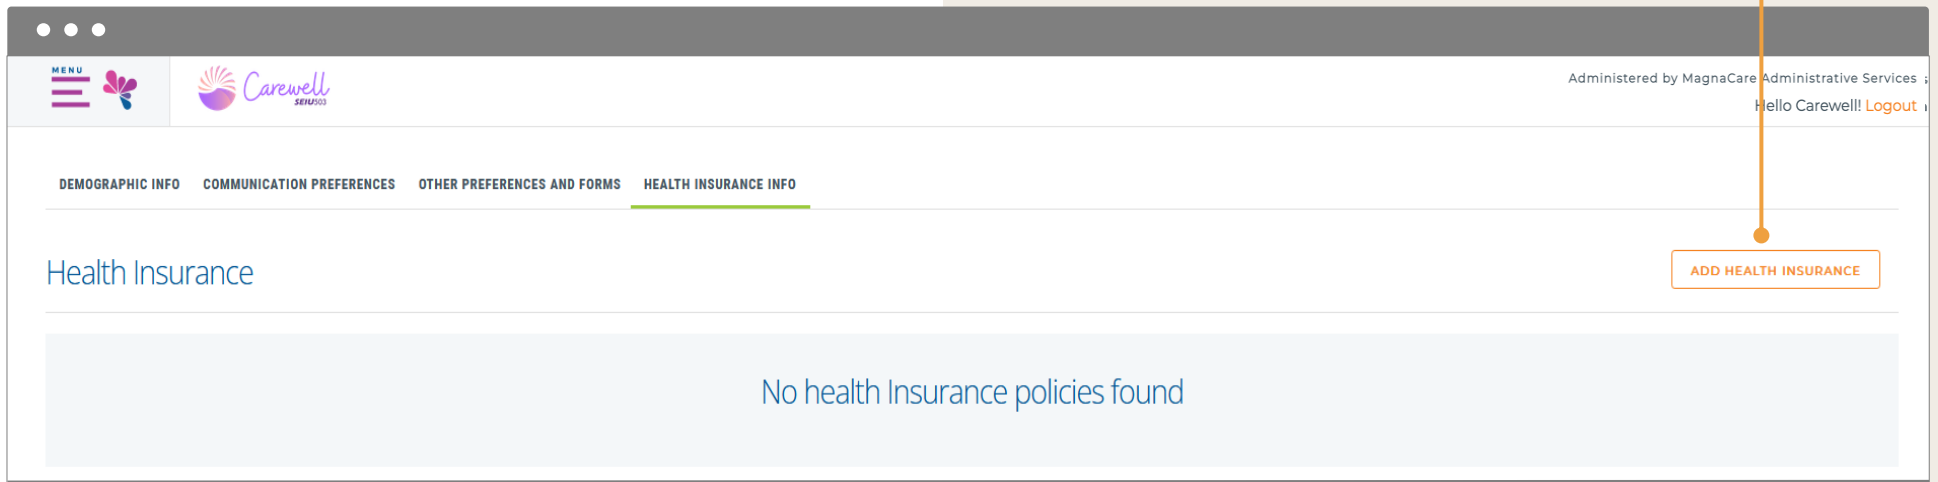 MENU
Carewell
SEIU503
Administered by MagnaCare Administrative Services
Hello Carewell! Logout
DEMOGRAPHIC INFO COMMUNICATION PREFERENCES OTHER PREFERENCES AND FORMS HEALTH INSURANCE INFO
Health Insurance
ADD HEALTH INSURANCE
No health Insurance policies found